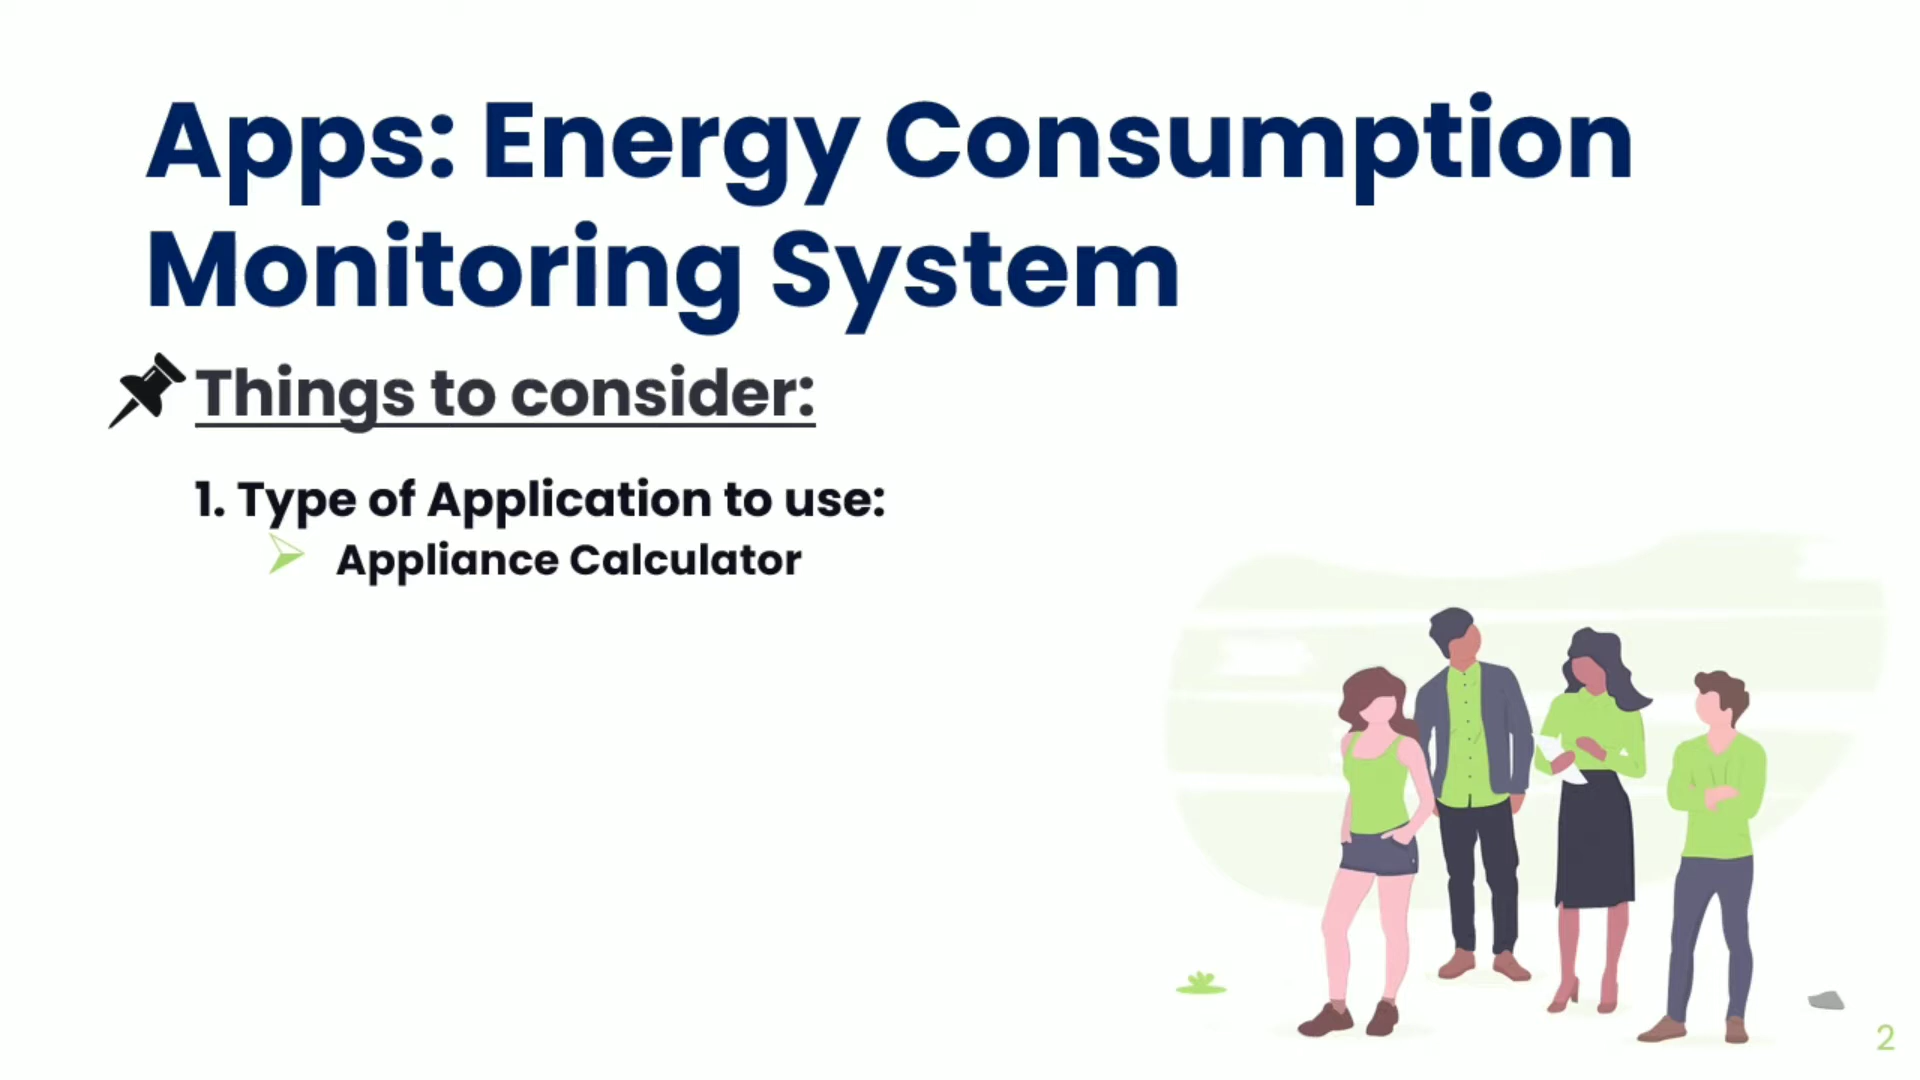 Apps: Energy Consumption
Monitoring System
Things to consider:
1. Type of Application to use:
Appliance Calculator
2